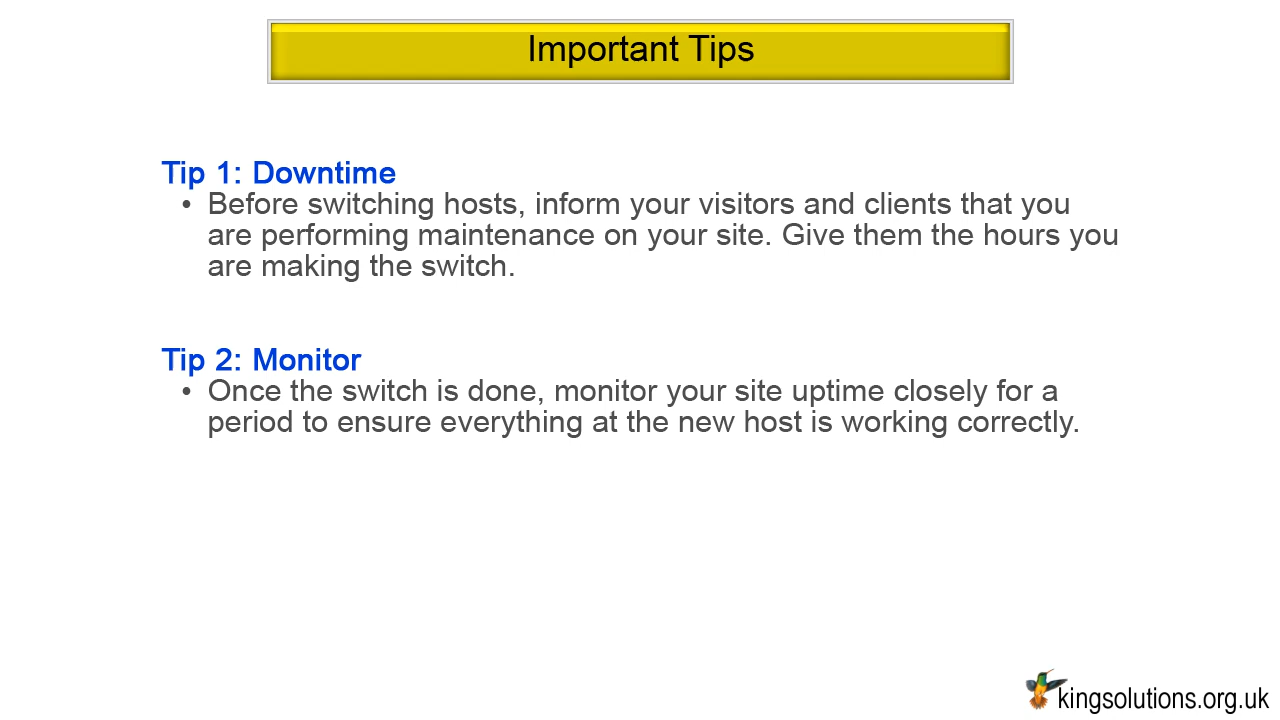 Important Tips
Tip 1: Downtime
• Before switching hosts, inform your visitors and clients that you
are performing maintenance on your site. Give them the hours you
are making the switch.
Tip 2: Monitor
• Once the switch is done, monitor your site uptime closely for a
period to ensure everything at the new host is working correctly.
kingsolutions.org.uk